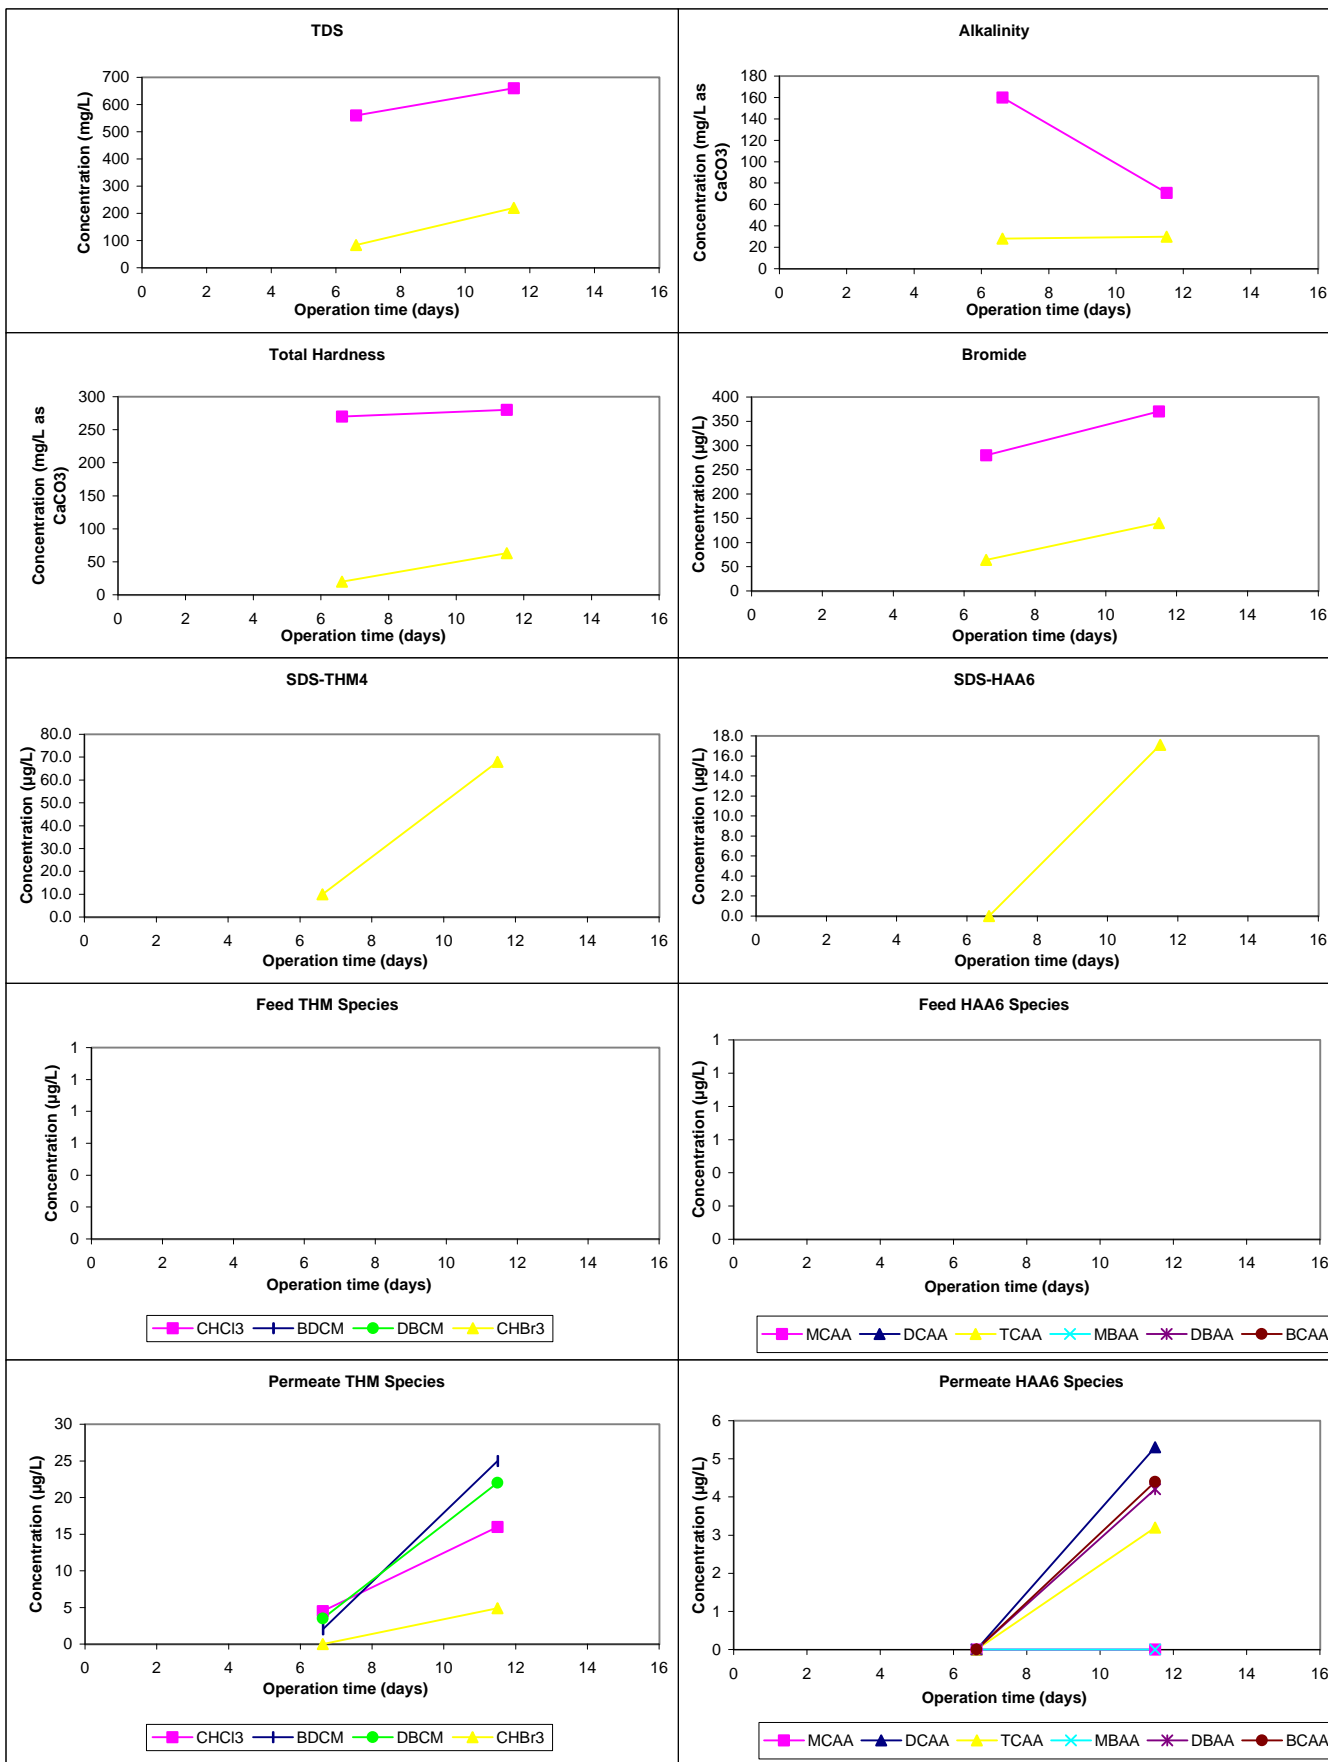 TDS
Concentration (mg/L)
700
600
500
400
300
200
100
0
0 2 4 6 8 10 12 14 16
Operation time (days)
Alkalinity
Concentration (mg/L as
CaCO3)
180
160
140
120
100
80
60
40
20
0
0 2 4 6 8 10 12 14 16
Operation time (days)
Total Hardness
Concentration (mg/L as
CaCO3)
300
250
200
150
100
50
0
0 2 4 6 8 10 12 14 16
Operation time (days)
Bromide
Concentration (µg/L)
400
350
300
250
200
150
100
50
0
0 2 4 6 8 10 12 14 16
Operation time (days)
SDS-THM4
Concentration (µg/L)
80.0
70.0
60.0
50.0
40.0
30.0
20.0
10.0
0.0
0 2 4 6 8 10 12 14 16
Operation time (days)
SDS-HAA6
Concentration (µg/L)
18.0
16.0
14.0
12.0
10.0
8.0
6.0
4.0
2.0
0.0
0 2 4 6 8 10 12 14 16
Operation time (days)
Feed THM Species
Concentration (µg/L)
1
1
1
1
0
0
0
0 2 4 6 8 10 12 14 16
Operation time (days)
CHCl3 BDCM DBCM CHBr3
Feed HAA6 Species
Concentration (µg/L)
1
1
1
1
0
0
0
0 2 4 6 8 10 12 14 16
Operation time (days)
MCAA DCAA TCAA MBAA DBAA BCAA
Permeate THM Species
Concentration (µg/L)
30
25
20
15
10
5
0
0 2 4 6 8 10 12 14 16
Operation time (days)
CHCl3 BDCM DBCM CHBr3
Permeate HAA6 Species
Concentration (µg/L)
6
5
4
3
2
1
0
0 2 4 6 8 10 12 14 16
Operation time (days)
MCAA DCAA TCAA MBAA DBAA BCAA